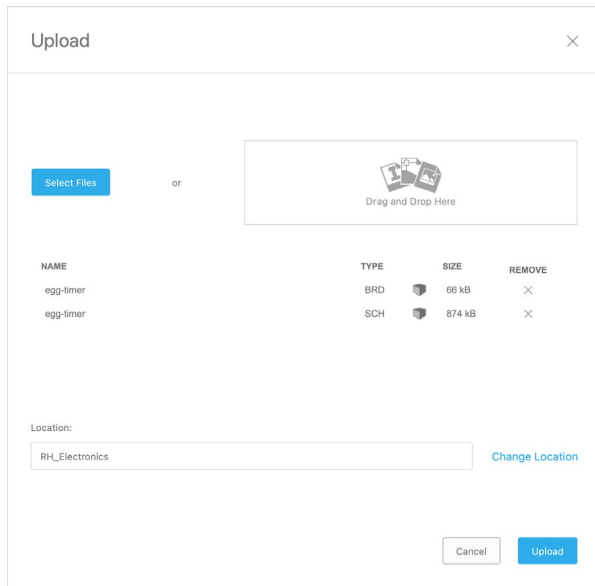 Upload
Select Files or
Drag and Drop Here
NAME TYPE SIZE REMOVE
egg-timer BRD 66 kB
egg-timer SCH 874 kB
Location:
RH_Electronics Change Location
Cancel Upload